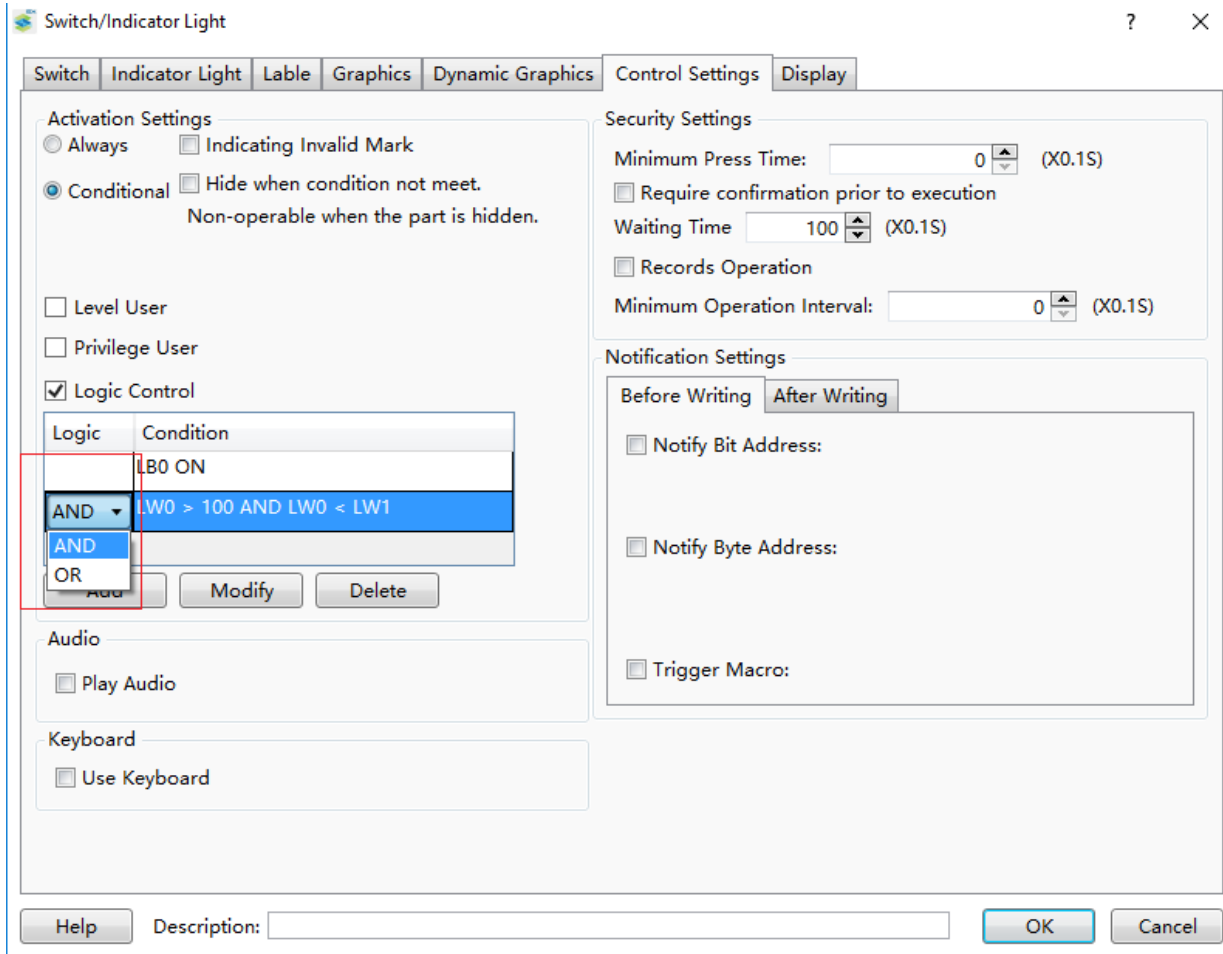 Switch/Indicator Light
? ×
Switch Indicator Light Lable Graphics Dynamic Graphics Control Settings Display
Activation Settings
Always Indicating Invalid Mark
Conditional Hide when condition not meet.
Non-operable when the part is hidden.
Level User
Privilege User
Logic Control
Logic Condition
LB0 ON
AND LW0 > 100 AND LW0 < LW1
AND
OR
Add Modify Delete
Audio
Play Audio
Keyboard
Use Keyboard
Security Settings
Minimum Press Time: 0 (X0.1S)
Require confirmation prior to execution
Waiting Time 100 (X0.1S)
Records Operation
Minimum Operation Interval: 0 (X0.1S)
Notification Settings
Before Writing After Writing
Notify Bit Address:
Notify Byte Address:
Trigger Macro:
Help Description: OK Cancel